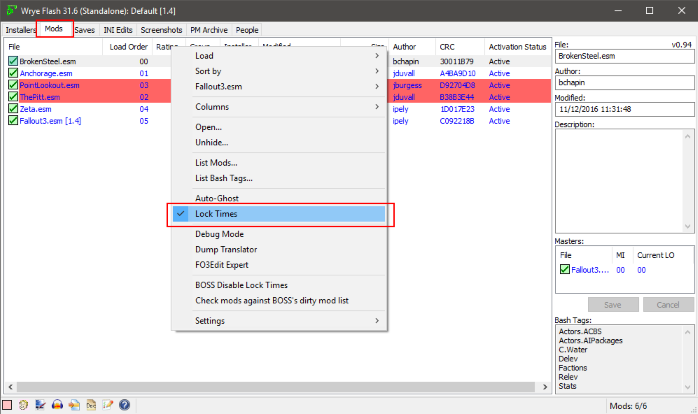 Wrye Flash 31.6 (Standalone): Default [1.4]
Installers Mods Saves INI Edits Screenshots PM Archive People
File Load Order Author CRC Activation Status
BrokenSteel.esm 00 bchapin 30011B79 Active
Anchorage.esm 01 jduvall A4BA9D10 Active
PointLookout.esm 03 jburgess D92704D8 Active
ThePitt.esm 02 jduvall B38B3E44 Active
Zeta.esm 04 ipely 1D017E23 Active
Fallout3.esm [1.4] 05 ipely C092218B Active
Load
Sort by
Fallout3.esm
Columns
Open...
Unhide...
List Mods...
List Bash Tags...
Auto-Ghost
Lock Times
Debug Mode
Dump Translator
FO3Edit Expert
BOSS Disable Lock Times
Check mods against BOSS's dirty mod list
Settings
File: v0.94
BrokenSteel.esm
Author:
bchapin
Modified:
11/12/2016 11:31:48
Description:
Masters:
File MI Current LO
Fallout3.... 00 00
Save Cancel
Bash Tags:
Actors.ACBS
Actors.AIPackages
C.Water
Delev
Factions
Relev
Stats
Mods: 6/6